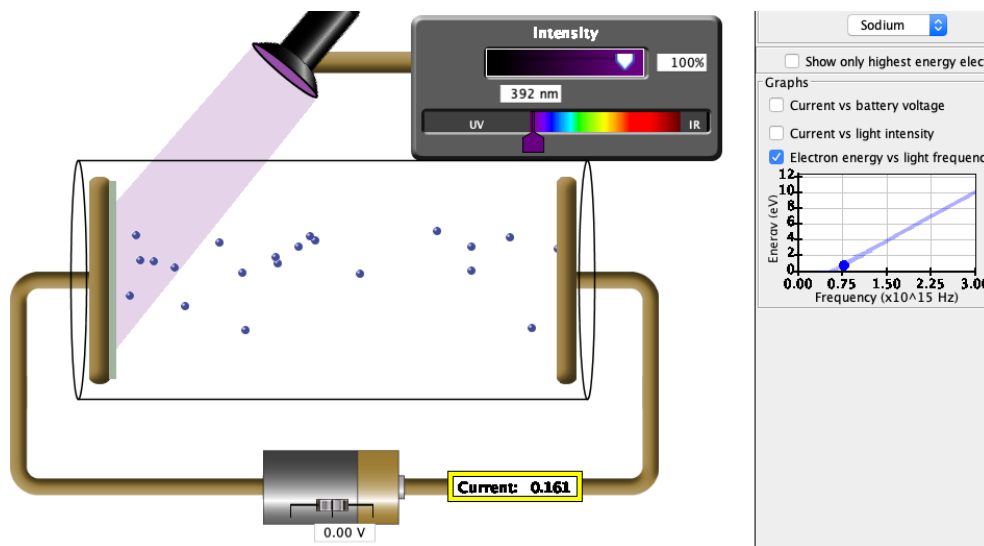 Intensity
100%
392 nm
UV
IR
Current: 0.161
0.00 V
Sodium
Show only highest energy elec
Graphs
Current vs battery voltage
Current vs light intensity
Electron energy vs light frequenc
12
10
8
6
4
2
0
Energy (eV)
0.00 0.75 1.50 2.25 3.00
Frequency (x10^15 Hz)